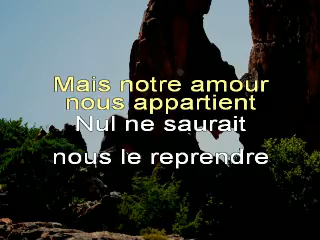 Mais notre amour
nous appartient
Nul ne saurait
nous le reprendre